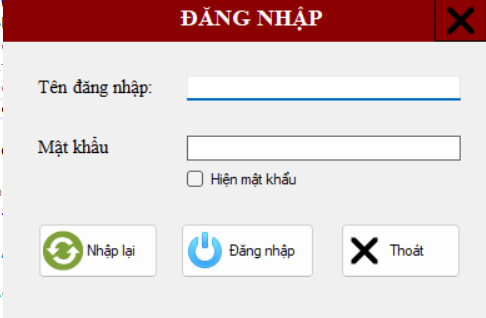 ĐĂNG NHẬP
Tên đăng nhập:
Mật khẩu
Hiện mật khẩu
Nhập lại
Đăng nhập
Thoát